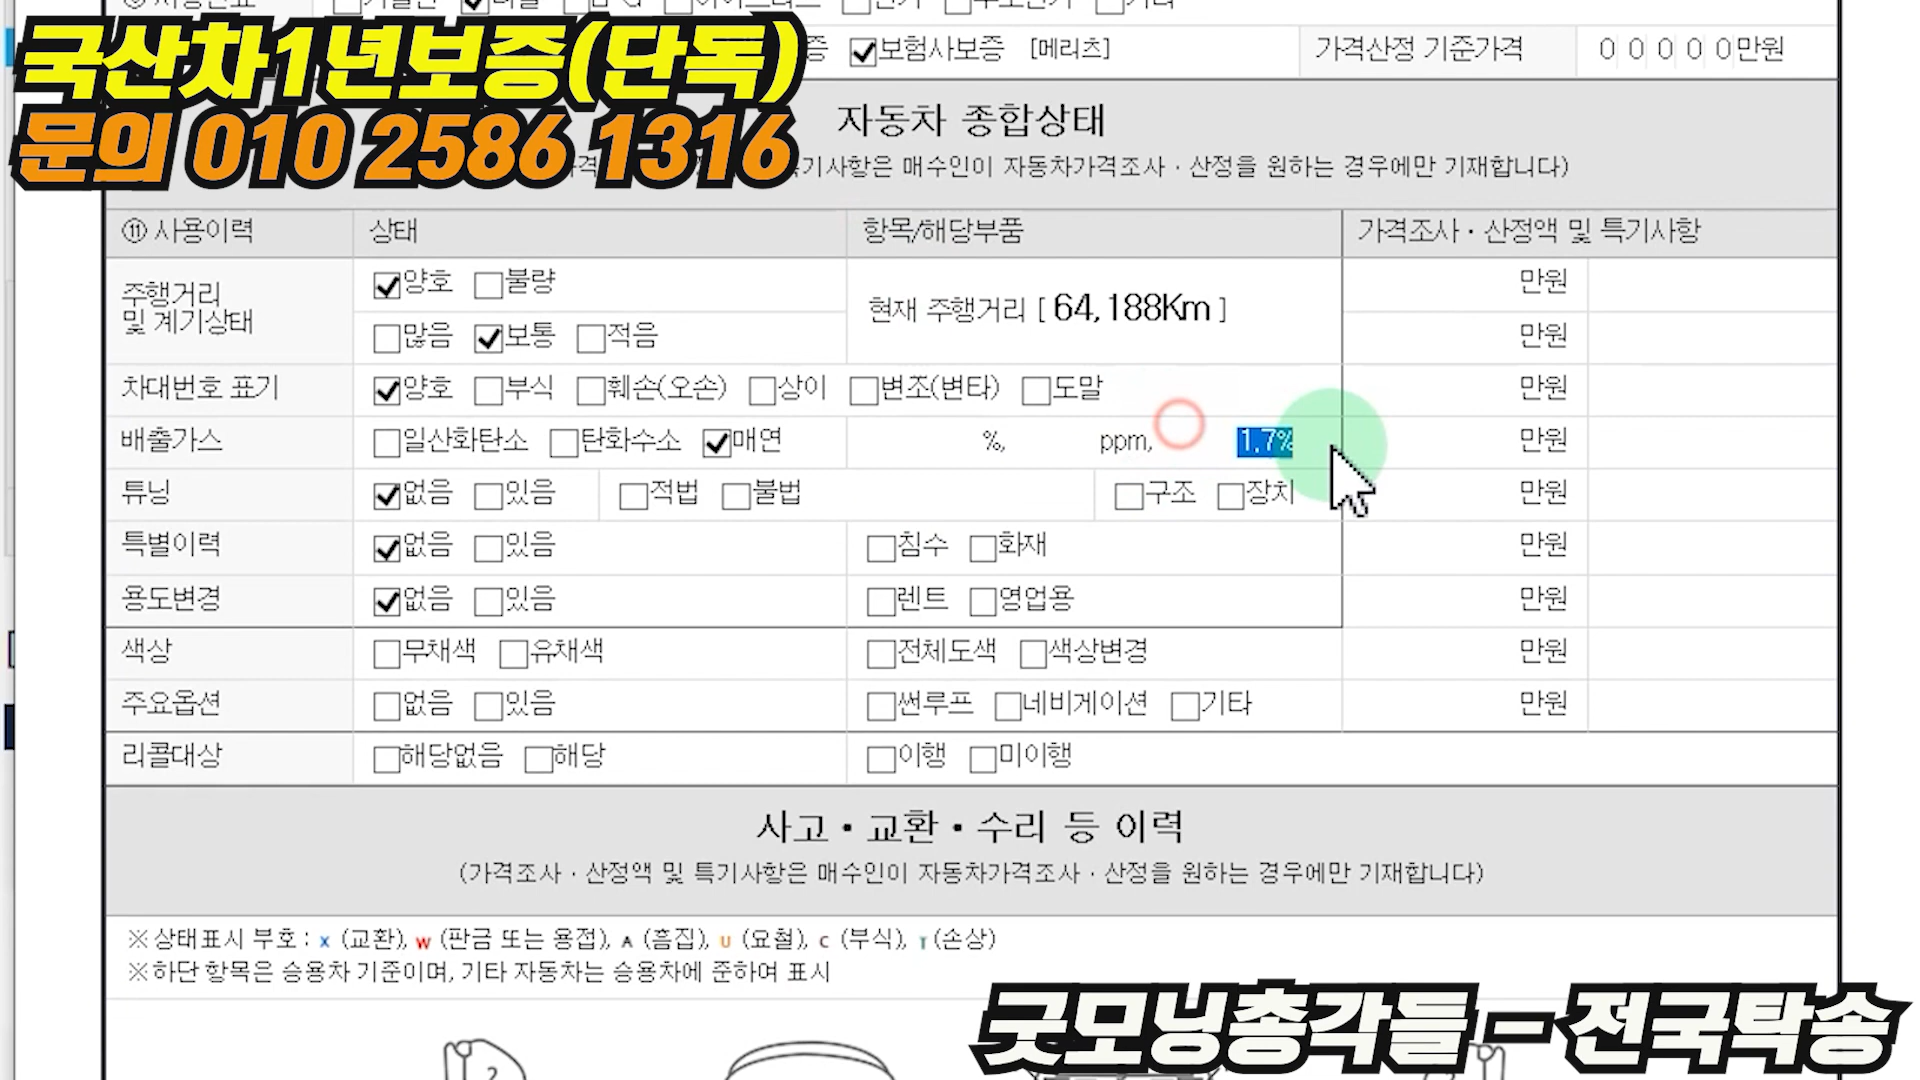 국산차1년보증(단독)
문의 010 2586 1316
보험사보증 [메리츠] 가격산정 기준가격 0 0 0 0 0만원
자동차 종합상태
특기사항은 매수인이 자동차가격조사 · 산정을 원하는 경우에만 기재합니다)
⑪ 사용이력 상태 항목/해당부품 가격조사 · 산정액 및 특기사항
주행거리 및 계기상태 양호 불량 현재 주행거리 [ 64,188Km ] 만원
많음 보통 적음 만원
차대번호 표기 양호 부식 훼손(오손) 상이 변조(변타) 도말 만원
배출가스 일산화탄소 탄화수소 매연 %, ppm, 1.7% 만원
튜닝 없음 있음 적법 불법 구조 장치 만원
특별이력 없음 있음 침수 화재 만원
용도변경 없음 있음 렌트 영업용 만원
색상 무채색 유채색 전체도색 색상변경 만원
주요옵션 없음 있음 썬루프 네비게이션 기타 만원
리콜대상 해당없음 해당 이행 미이행
사고 • 교환 • 수리 등 이력
(가격조사 · 산정액 및 특기사항은 매수인이 자동차가격조사 · 산정을 원하는 경우에만 기재합니다)
※ 상태표시 부호 : X (교환), W (판금 또는 용접), A (흠집), U (요철), C (부식), T (손상)
※ 하단 항목은 승용차 기준이며, 기타 자동차는 승용차에 준하여 표시
굿모닝총각들 - 전국탁송